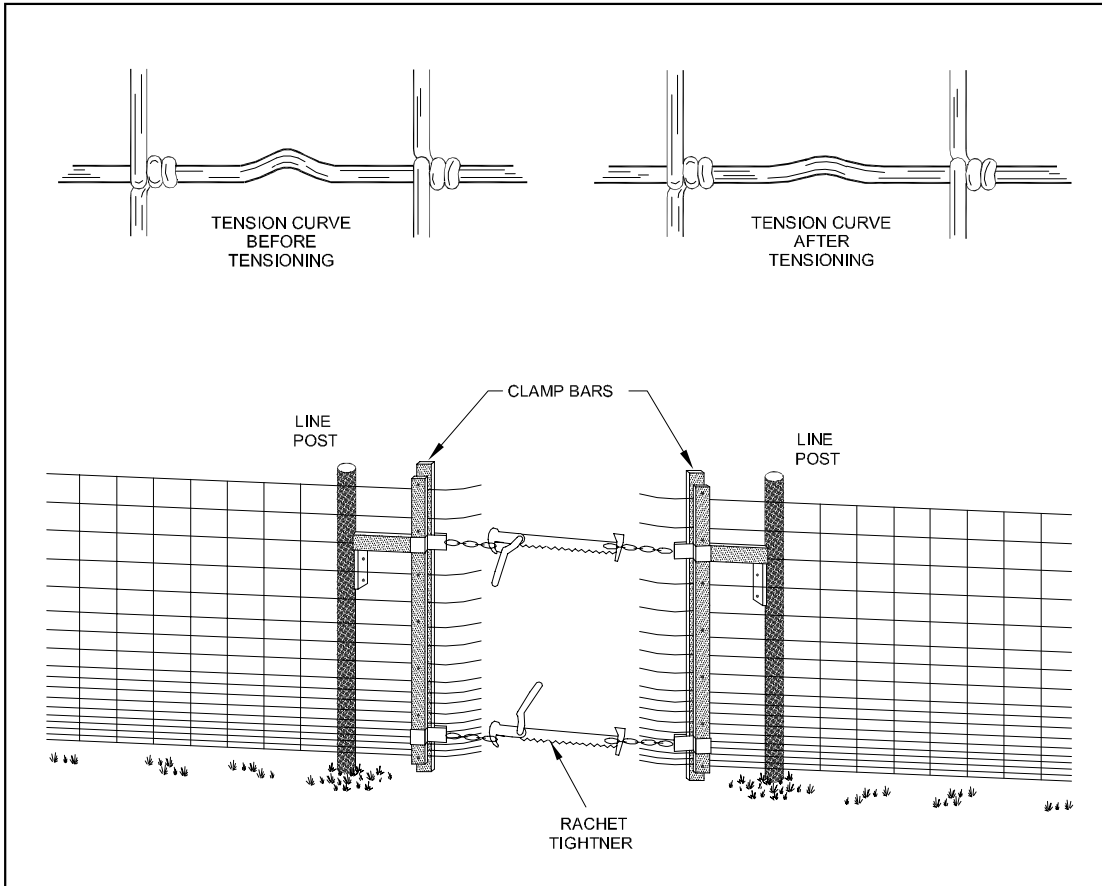 TENSION CURVE
BEFORE
TENSIONING
TENSION CURVE
AFTER
TENSIONING
CLAMP BARS
LINE
POST
LINE
POST
RACHET
TIGHTNER